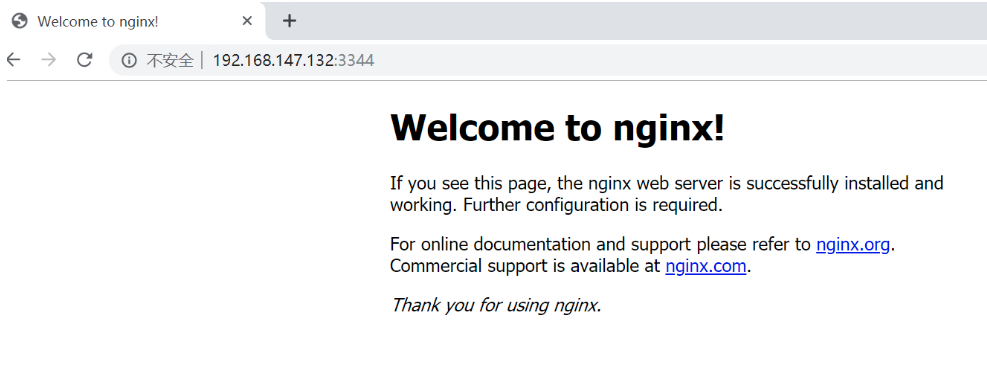 Welcome to nginx!
不安全 | 192.168.147.132:3344
Welcome to nginx!
If you see this page, the nginx web server is successfully installed and
working. Further configuration is required.
For online documentation and support please refer to nginx.org.
Commercial support is available at nginx.com.
Thank you for using nginx.